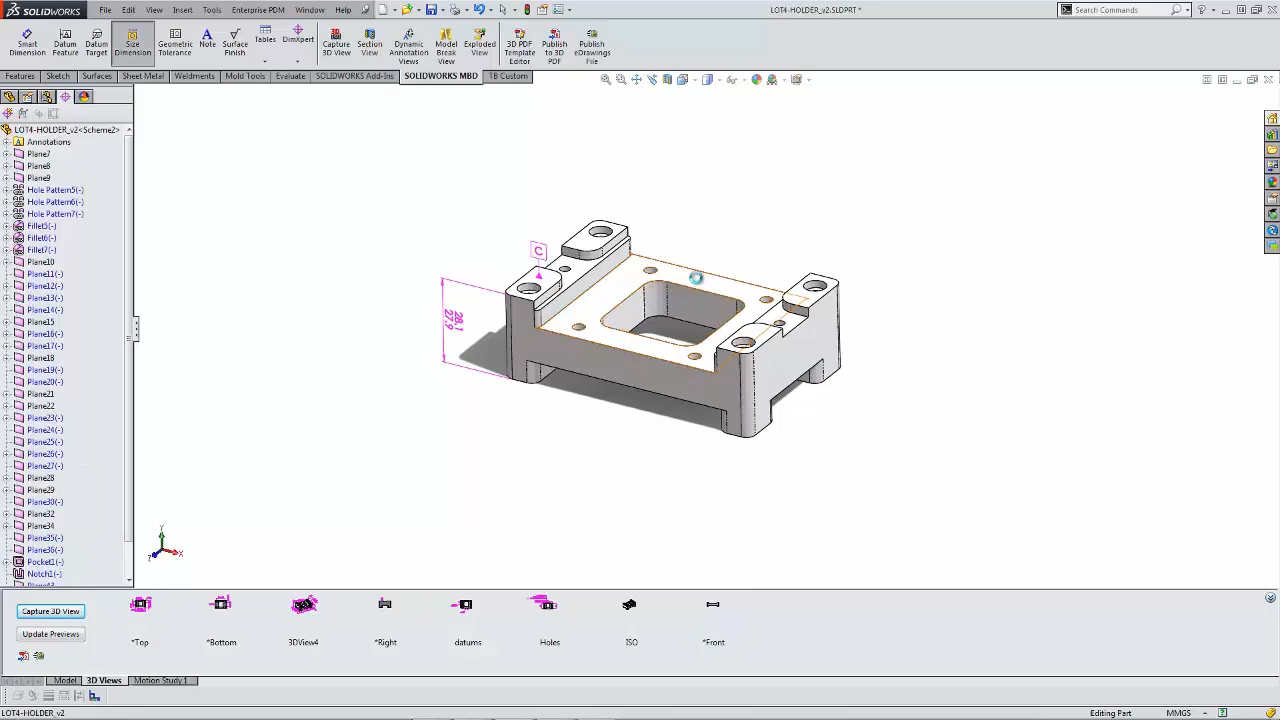 SOLIDWORKS File Edit View Insert Tools Enterprise PDM Window Help LOT4-HOLDER_v2.SLDPRT * Search Commands
Smart Dimension
Datum Feature
Datum Target
Size Dimension
Geometric Tolerance
Note
Surface Finish
Tables
DimXpert
Capture 3D View
Section View
Dynamic Annotation Views
Model Break View
Exploded View
3D PDF Template Editor
Publish to 3D PDF
Publish eDrawings File
Features Sketch Surfaces Sheet Metal Weldments Mold Tools Evaluate SOLIDWORKS Add-Ins SOLIDWORKS MBD TB Custom
LOT4-HOLDER_v2<Scheme2>
Annotations
Plane7
Plane8
Plane9
Hole Pattern5(-)
Hole Pattern6(-)
Hole Pattern7(-)
Fillet5(-)
Fillet6(-)
Fillet7(-)
Plane10
Plane11(-)
Plane12(-)
Plane13(-)
Plane14(-)
Plane15
Plane16(-)
Plane17(-)
Plane18
Plane19(-)
Plane20(-)
Plane21
Plane22
Plane23(-)
Plane24(-)
Plane25(-)
Plane26(-)
Plane27(-)
Plane28
Plane29
Plane30(-)
Plane32
Plane34
Plane35(-)
Plane36(-)
Pocket1(-)
Notch1(-)
C
28.1
27.9
Y
X
Z
Capture 3D View
Update Previews
*Top *Bottom 3DView4 *Right datums Holes ISO *Front
Model 3D Views Motion Study 1
LOT4-HOLDER_v2 Editing Part MMGS